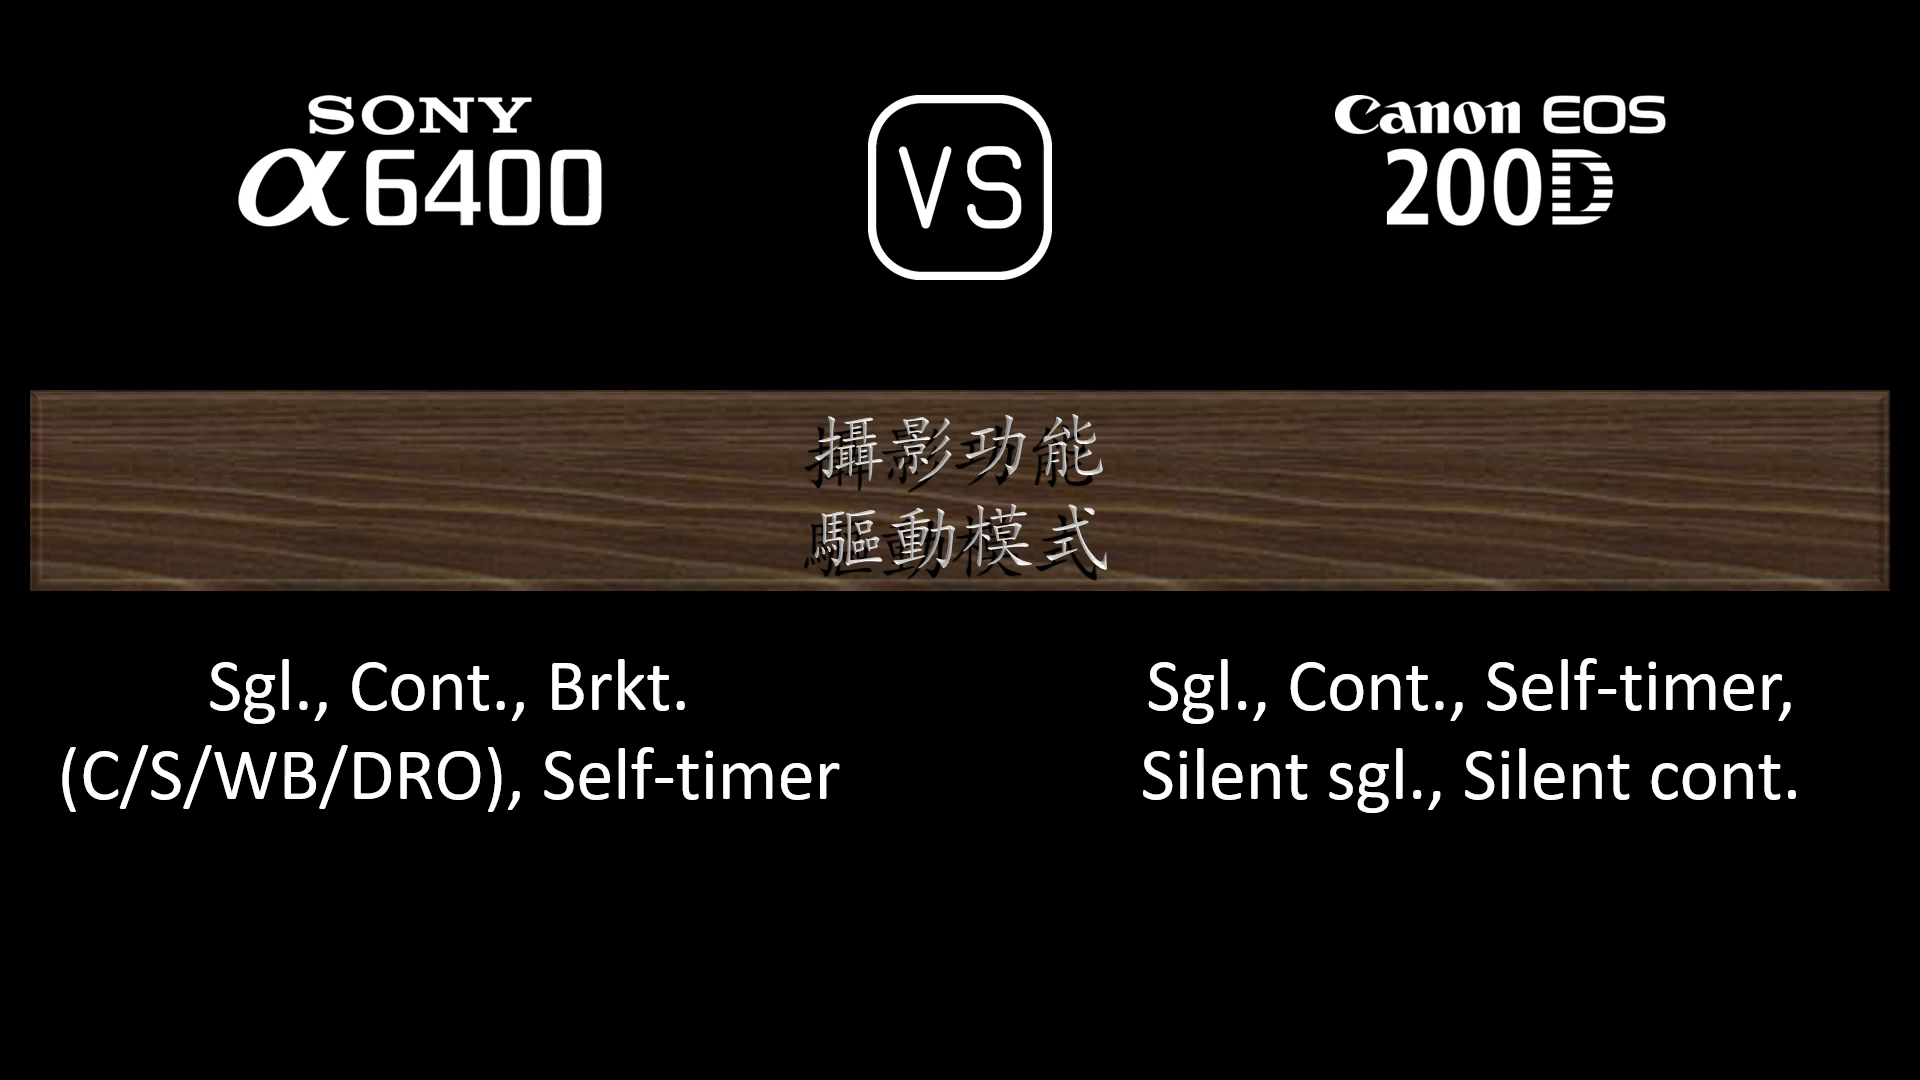 SONY
α6400
VS
Canon EOS
200D
攝影功能
驅動模式
Sgl., Cont., Brkt.
(C/S/WB/DRO), Self-timer
Sgl., Cont., Self-timer,
Silent sgl., Silent cont.